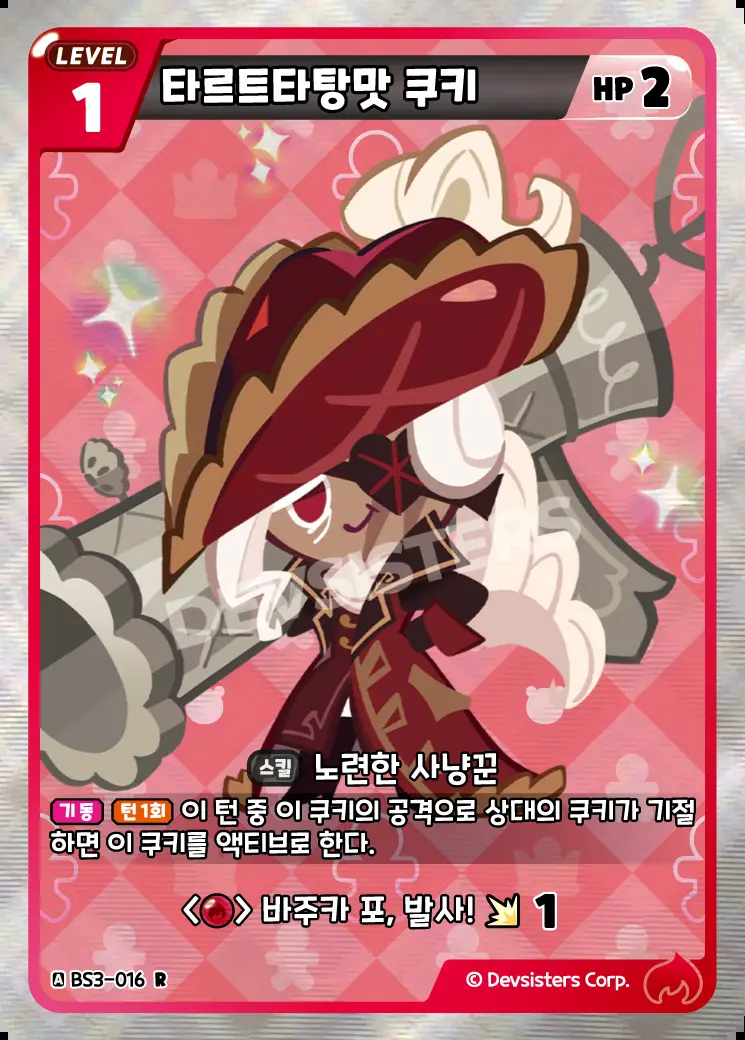 LEVEL
1
타르트타탕맛 쿠키
HP 2
DEVSISTERS
스킬 노련한 사냥꾼
기동 턴1회 이 턴 중 이 쿠키의 공격으로 상대의 쿠키가 기절
하면 이 쿠키를 액티브로 한다.
바주카 포, 발사! 1
A BS3-016 R
© Devsisters Corp.